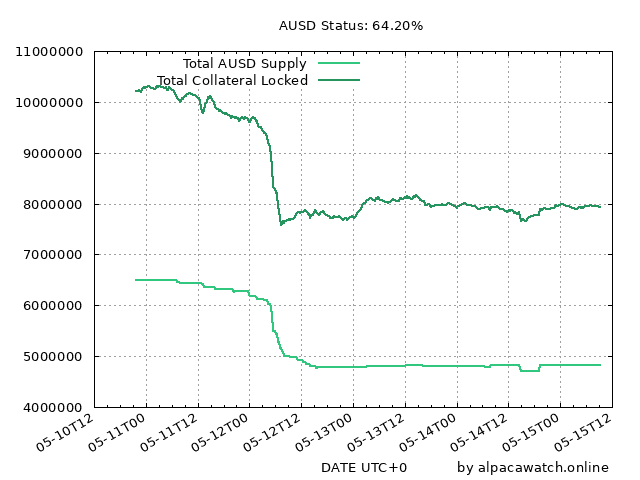 AUSD Status: 64.20%
11000000
10000000
9000000
8000000
7000000
6000000
5000000
4000000
Total AUSD Supply
Total Collateral Locked
05-10T12
05-11T00
05-11T12
05-12T00
05-12T12
05-13T00
05-13T12
05-14T00
05-14T12
05-15T00
05-15T12
DATE UTC+0
by alpacawatch.online